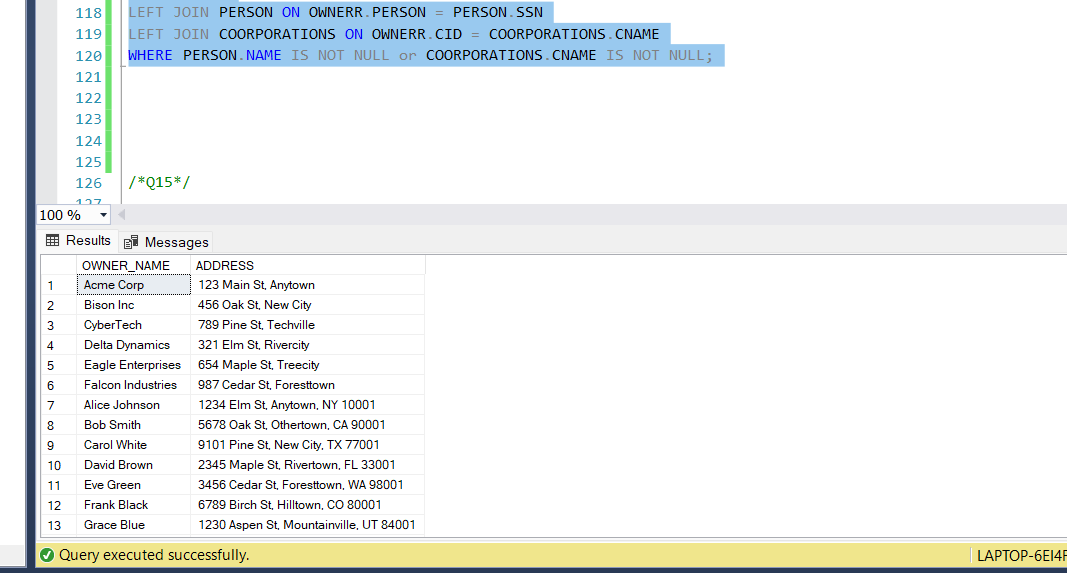 118 LEFT JOIN PERSON ON OWNERR.PERSON = PERSON.SSN
119 LEFT JOIN COORPORATIONS ON OWNERR.CID = COORPORATIONS.CNAME
120 WHERE PERSON.NAME IS NOT NULL or COORPORATIONS.CNAME IS NOT NULL;
121
122
123
124
125
126 /*Q15*/
127
100 %
Results Messages
OWNER_NAME ADDRESS
1 Acme Corp 123 Main St, Anytown
2 Bison Inc 456 Oak St, New City
3 CyberTech 789 Pine St, Techville
4 Delta Dynamics 321 Elm St, Rivercity
5 Eagle Enterprises 654 Maple St, Treecity
6 Falcon Industries 987 Cedar St, Foresttown
7 Alice Johnson 1234 Elm St, Anytown, NY 10001
8 Bob Smith 5678 Oak St, Othertown, CA 90001
9 Carol White 9101 Pine St, New City, TX 77001
10 David Brown 2345 Maple St, Rivertown, FL 33001
11 Eve Green 3456 Cedar St, Foresttown, WA 98001
12 Frank Black 6789 Birch St, Hilltown, CO 80001
13 Grace Blue 1230 Aspen St, Mountainville, UT 84001
Query executed successfully. LAPTOP-6EI4F